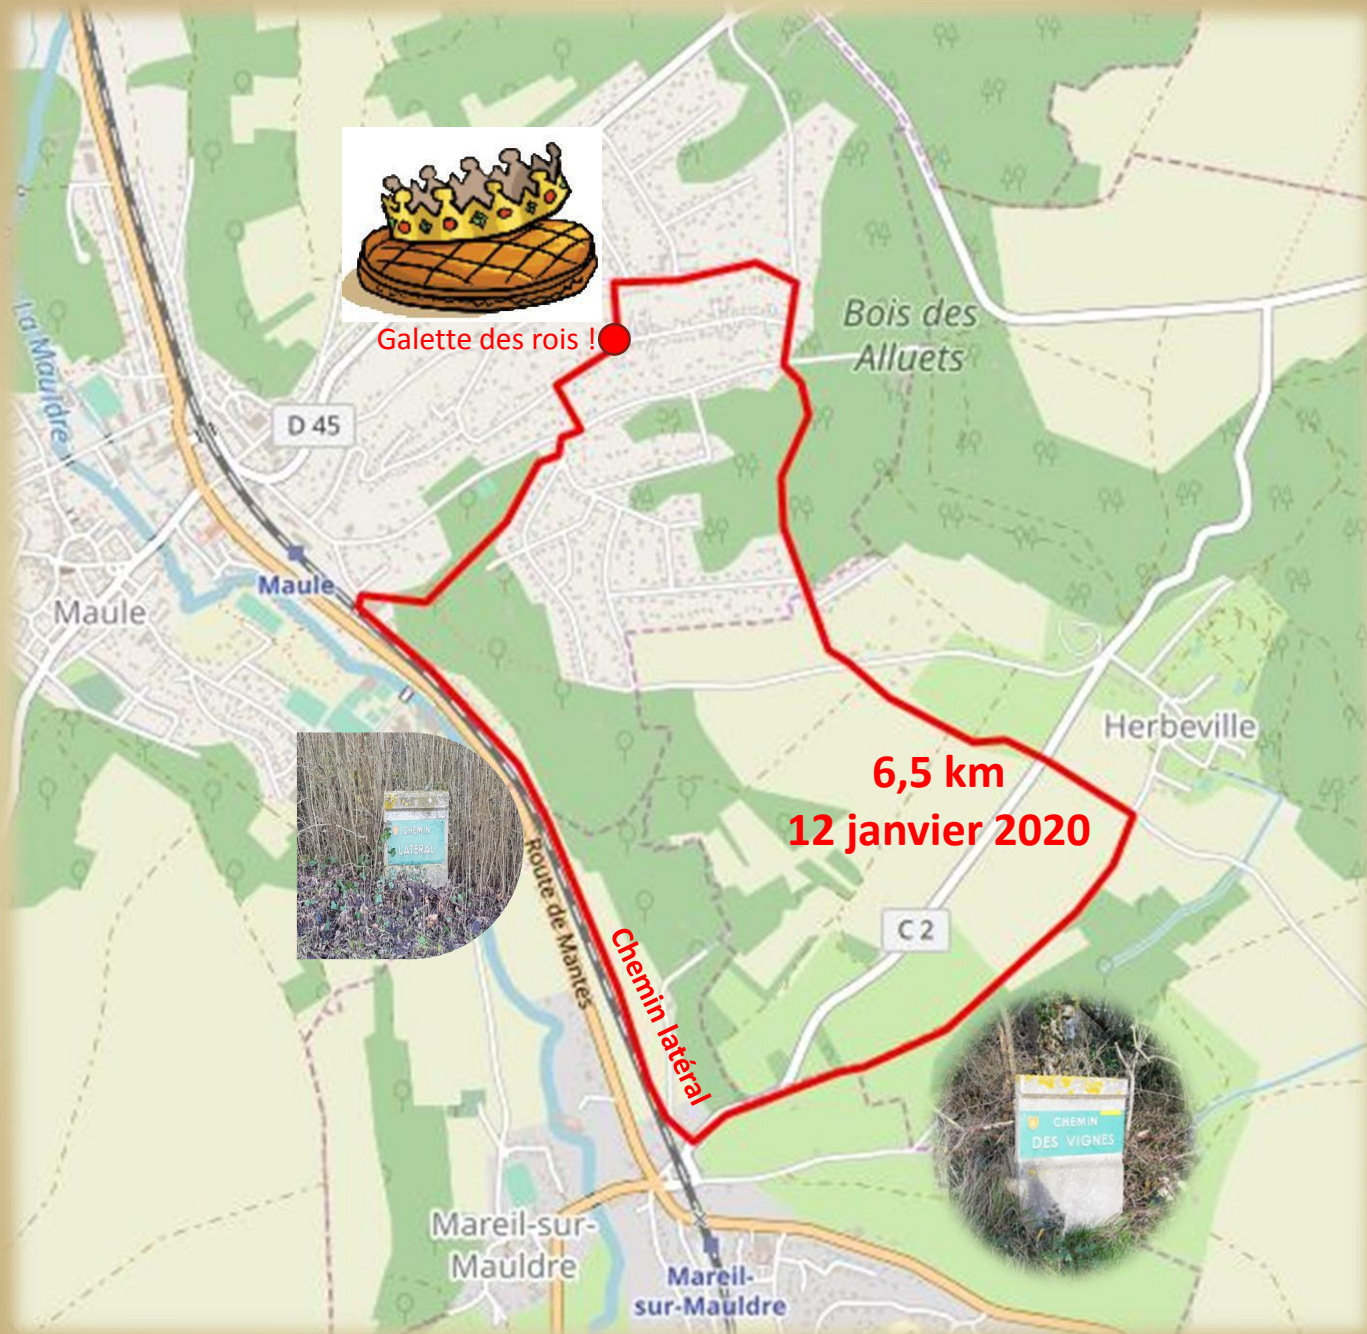 Galette des rois !
Bois des
Alluets
La Mauldre
D 45
Maule
Maule
Herbeville
6,5 km
12 janvier 2020
CHEMIN
LATÉRAL
Route de Mantes
Chemin latéral
C 2
CHEMIN
DES VIGNES
Mareil-sur-
Mauldre
Mareil-
sur-Mauldre